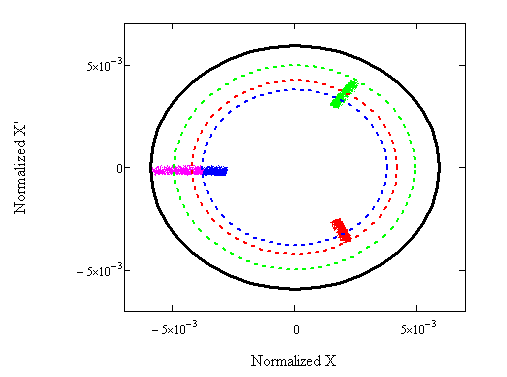 5×10⁻³
Normalized X'
0
−5×10⁻³
−5×10⁻³ 0 5×10⁻³
Normalized X